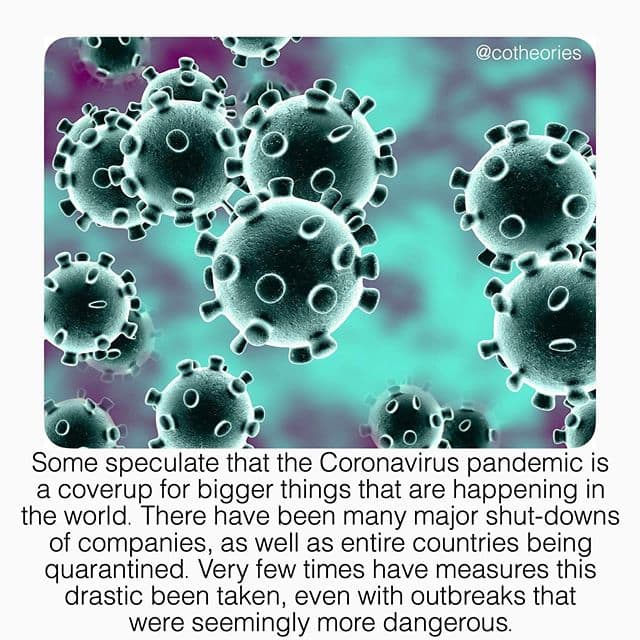 @cotheories
Some speculate that the Coronavirus pandemic is
a coverup for bigger things that are happening in
the world. There have been many major shut-downs
of companies, as well as entire countries being
quarantined. Very few times have measures this
drastic been taken, even with outbreaks that
were seemingly more dangerous.